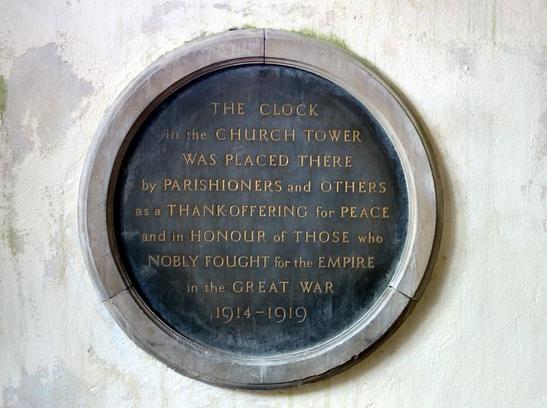 THE CLOCK
in the CHURCH TOWER
WAS PLACED THERE
by PARISHIONERS and OTHERS
as a THANK-OFFERING for PEACE
and in HONOUR of THOSE who
NOBLY FOUGHT for the EMPIRE
in the GREAT WAR
1914-1919